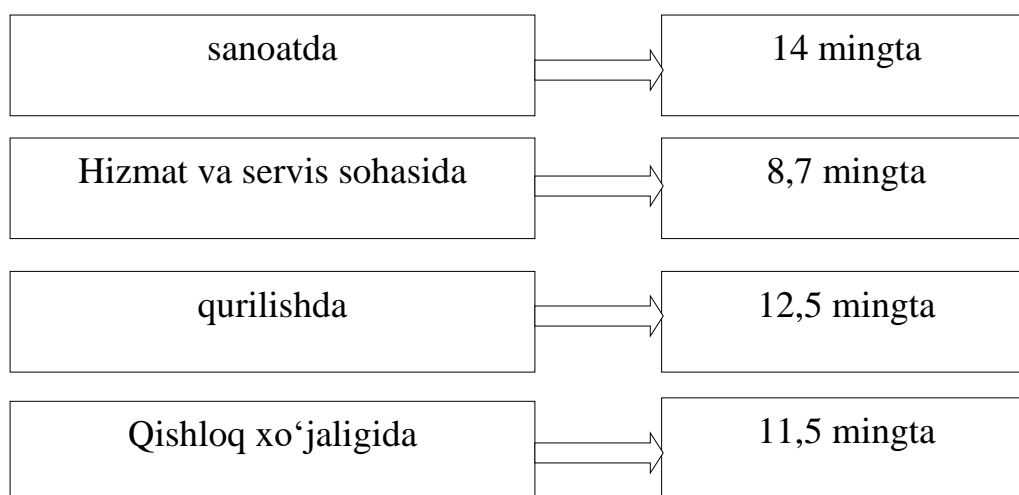 sanoatda
14 mingta
Hizmat va servis sohasida
8,7 mingta
qurilishda
12,5 mingta
Qishloq xo‘jaligida
11,5 mingta